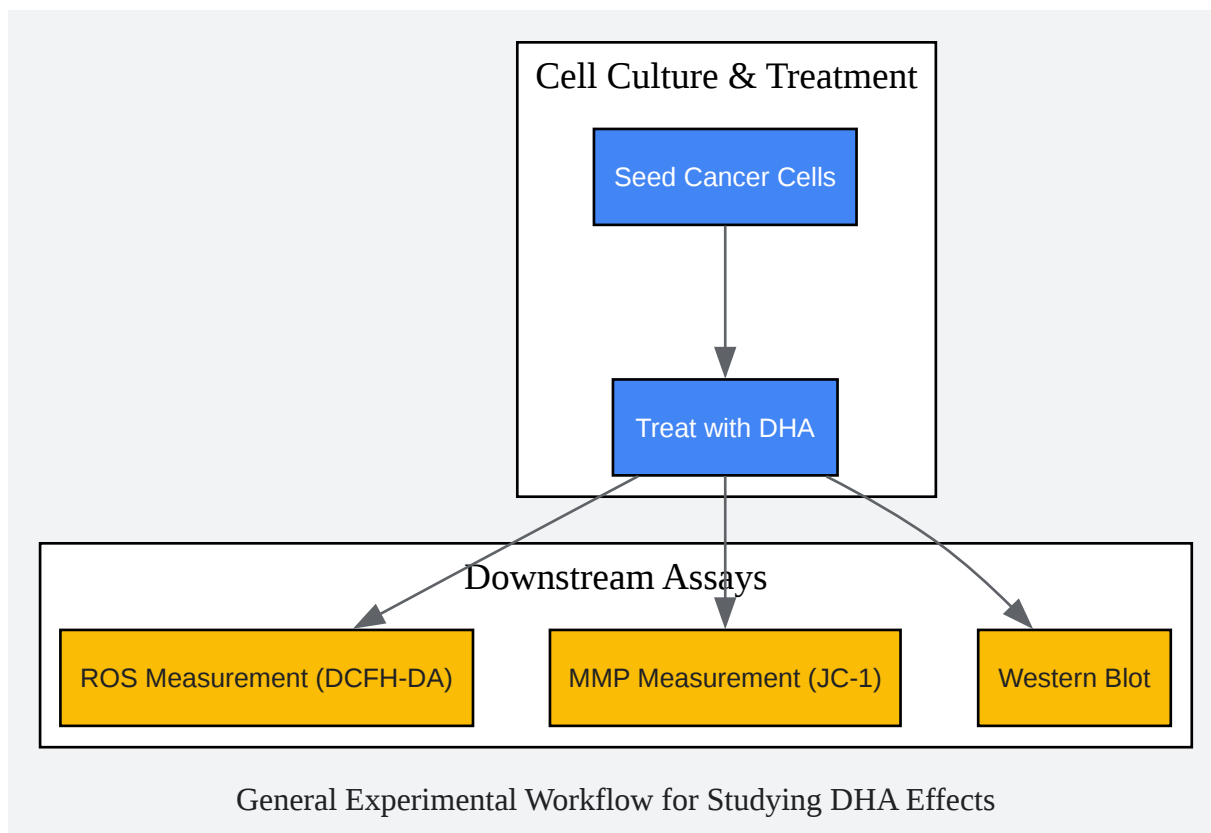 Cell Culture & Treatment
Seed Cancer Cells
Treat with DHA
Downstream Assays
ROS Measurement (DCFH-DA)
MMP Measurement (JC-1)
Western Blot
General Experimental Workflow for Studying DHA Effects